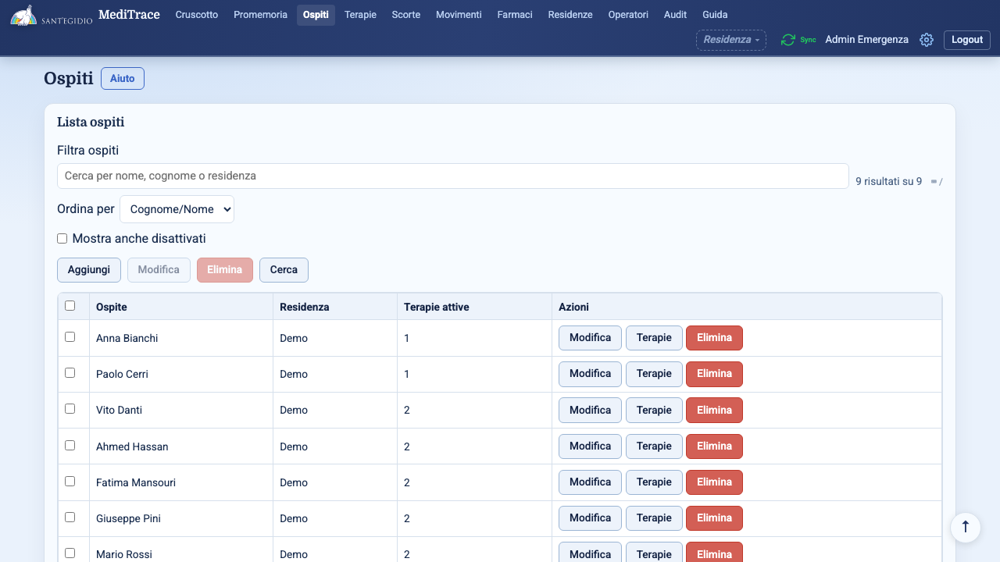 SANTEGIDIO MediTrace Cruscotto Promemoria Ospiti Terapie Scorte Movimenti Farmaci Residenze Operatori Audit Guida
Residenza Sync Admin Emergenza Logout
Ospiti Aiuto
Lista ospiti
Filtra ospiti
Cerca per nome, cognome o residenza 9 risultati su 9 /
Ordina per Cognome/Nome
Mostra anche disattivati
Aggiungi Modifica Elimina Cerca
Ospite Residenza Terapie attive Azioni
Anna Bianchi Demo 1 Modifica Terapie Elimina
Paolo Cerri Demo 1 Modifica Terapie Elimina
Vito Danti Demo 2 Modifica Terapie Elimina
Ahmed Hassan Demo 2 Modifica Terapie Elimina
Fatima Mansouri Demo 2 Modifica Terapie Elimina
Giuseppe Pini Demo 2 Modifica Terapie Elimina
Mario Rossi Demo 2 Modifica Terapie Elimina